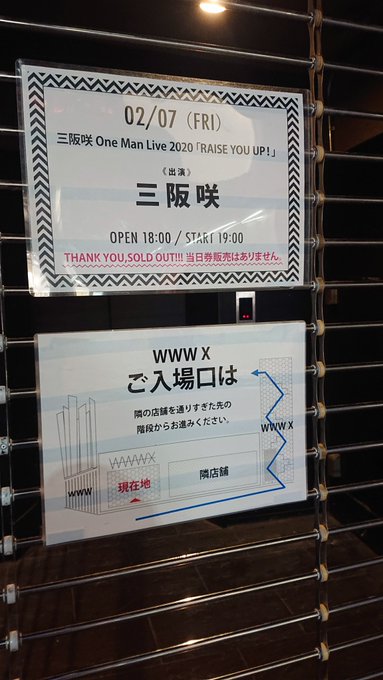 02/07 (FRI)
三阪咲 One Man Live 2020「RAISE YOU UP!」
《出演》
三阪咲
OPEN 18:00 / START 19:00
THANK YOU,SOLD OUT!!! 当日券販売はありません。
WWW X
ご入場口は
隣の店舗を通りすぎた先の
階段からお進みください。
WWW X
WWWX
WWW
現在地
隣店舗